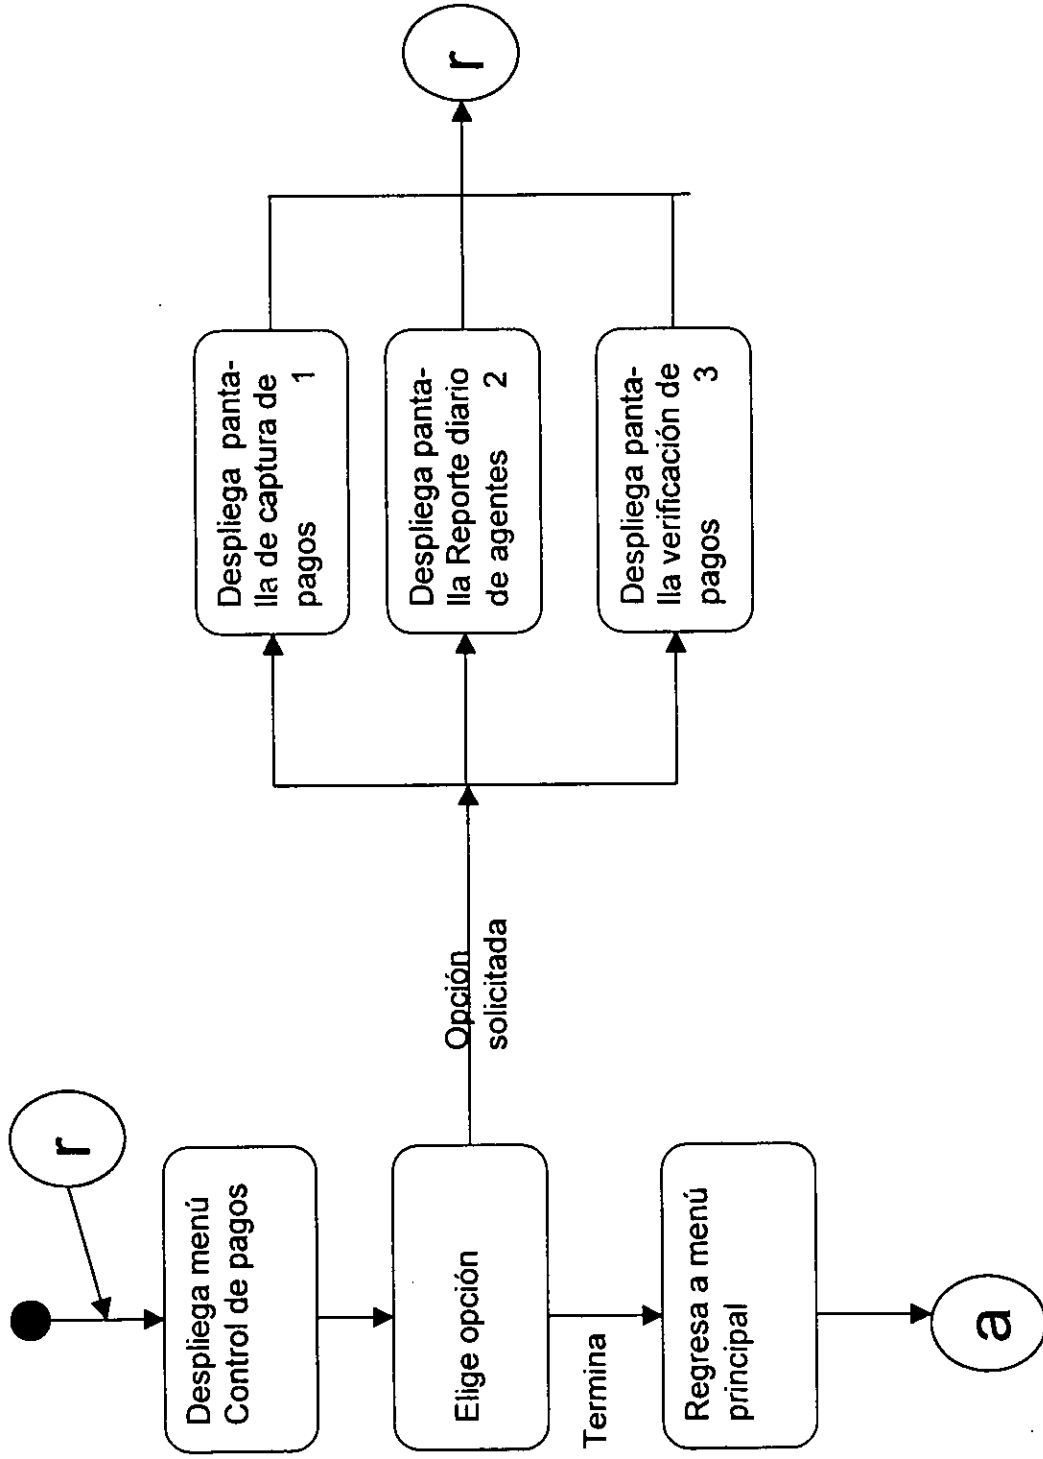 r
Despliega menú
Control de pagos
Elige opción
Termina
Regresa a menú
principal
a
Opción
solicitada
Despliega panta-
lla de captura de
pagos 1
Despliega panta-
lla Reporte diario
de agentes 2
Despliega panta-
lla verificación de
pagos 3
r